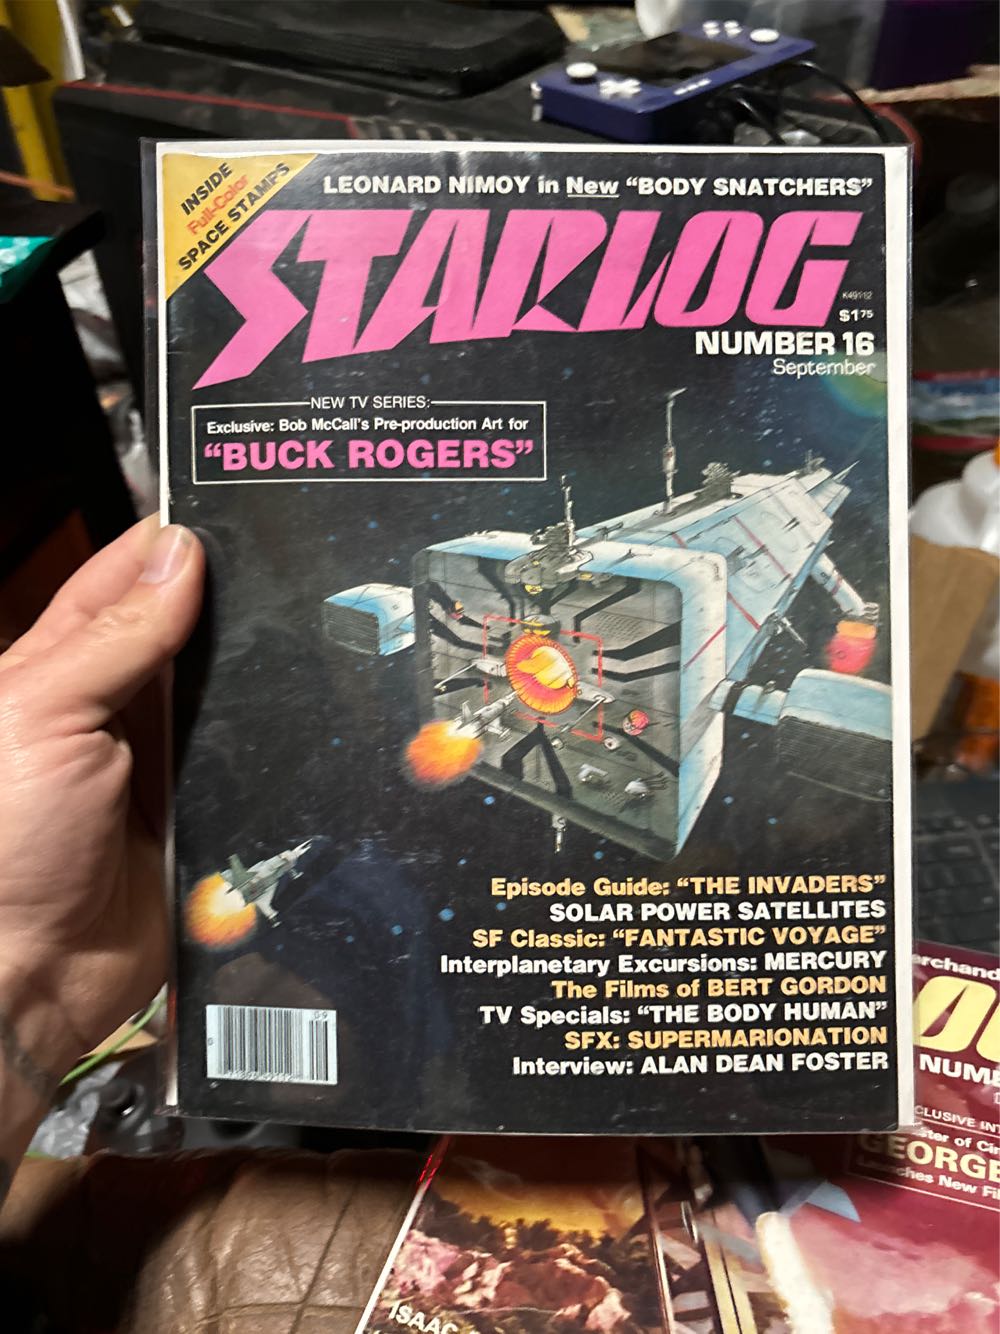 INSIDE
Full-Color
SPACE STAMPS
LEONARD NIMOY in New “BODY SNATCHERS”
STARLOG
K49112
$1.75
NUMBER 16
September
NEW TV SERIES:
Exclusive: Bob McCall's Pre-production Art for
“BUCK ROGERS”
Episode Guide: “THE INVADERS”
SOLAR POWER SATELLITES
SF Classic: “FANTASTIC VOYAGE”
Interplanetary Excursions: MERCURY
The Films of BERT GORDON
TV Specials: “THE BODY HUMAN”
SFX: SUPERMARIONATION
Interview: ALAN DEAN FOSTER
09
GEORGE
New
ISAAC